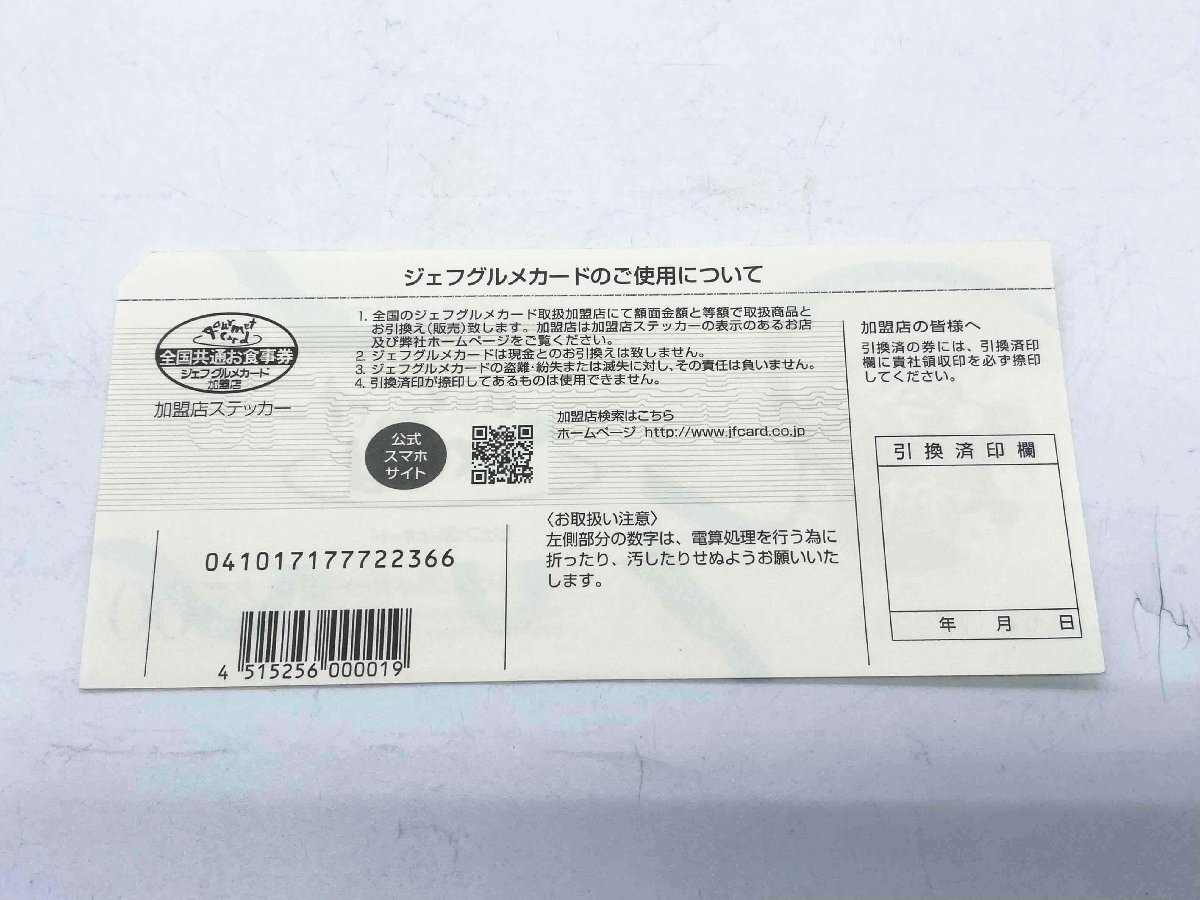 ジェフグルメカードのご使用について
Gourmet
Card
全国共通お食事券
ジェフグルメカード
加盟店
加盟店ステッカー
1. 全国のジェフグルメカード取扱加盟店にて額面金額と等額で取扱商品と
お引換え(販売)致します。加盟店は加盟店ステッカーの表示のあるお店
及び弊社ホームページをご覧ください。
2. ジェフグルメカードは現金とのお引換えは致しません。
3. ジェフグルメカードの盗難・紛失または滅失に対し、その責任は負いません。
4. 引換済印が捺印してあるものは使用できません。
公式
スマホ
サイト
加盟店検索はこちら
ホームページ http://www.jfcard.co.jp
加盟店の皆様へ
引換済の券には、引換済印
欄に貴社領収印を必ず捺印
してください。
引換済印欄
年 月 日
〈お取扱い注意〉
左側部分の数字は、電算処理を行う為に
折ったり、汚したりせぬようお願いいた
します。
041017177722366
4 515256 000019